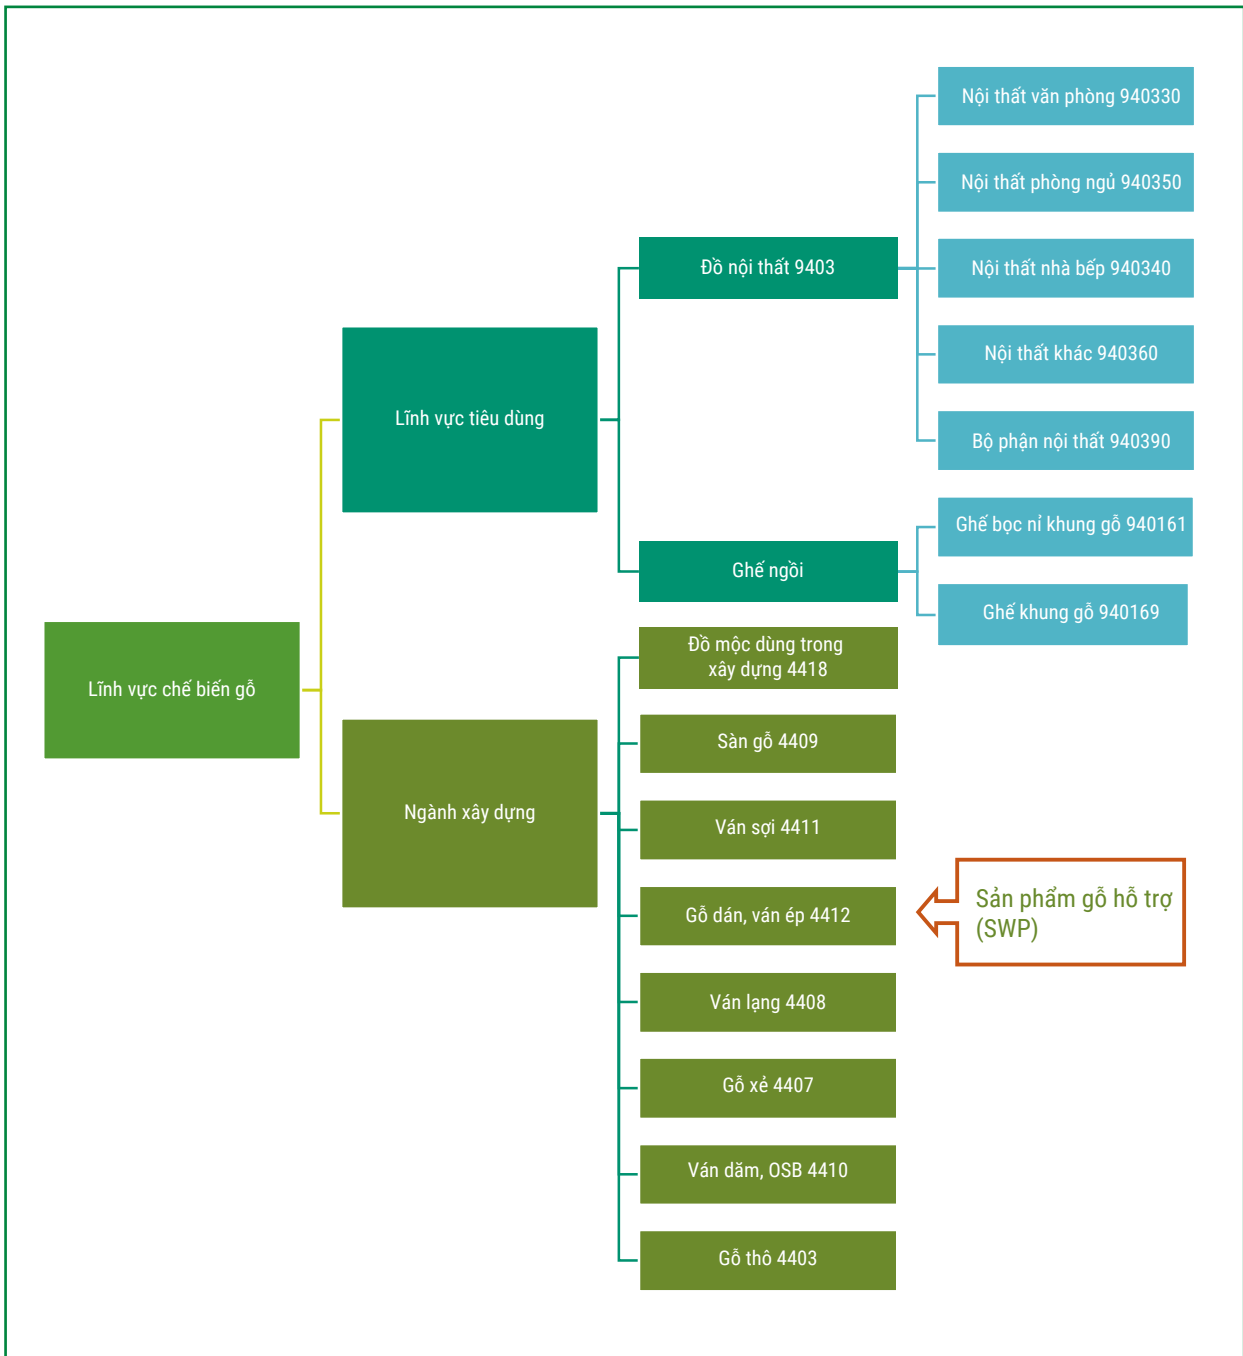 Lĩnh vực chế biến gỗ
Lĩnh vực tiêu dùng
Đồ nội thất 9403
Nội thất văn phòng 940330
Nội thất phòng ngủ 940350
Nội thất nhà bếp 940340
Nội thất khác 940360
Bộ phận nội thất 940390
Ghế ngồi
Ghế bọc nỉ khung gỗ 940161
Ghế khung gỗ 940169
Ngành xây dựng
Đồ mộc dùng trong
xây dựng 4418
Sàn gỗ 4409
Ván sợi 4411
Gỗ dán, ván ép 4412
Ván lạng 4408
Gỗ xẻ 4407
Ván dăm, OSB 4410
Gỗ thô 4403
Sản phẩm gỗ hỗ trợ
(SWP)